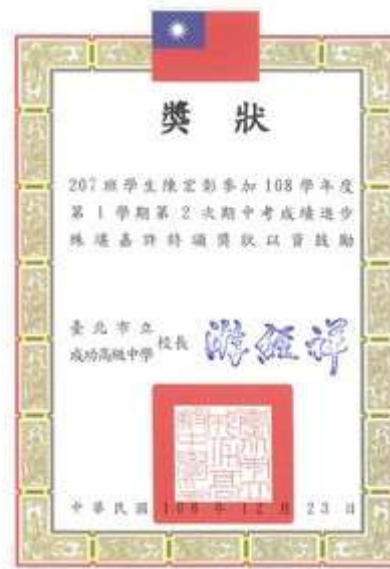 獎狀
207班學生陳宏彰參加108學年度
第1學期第2次期中考成績進步
殊堪嘉許特頒獎狀以資鼓勵
臺北市立
成功高級中學
校長 游經祥
中華民國108年12月23日